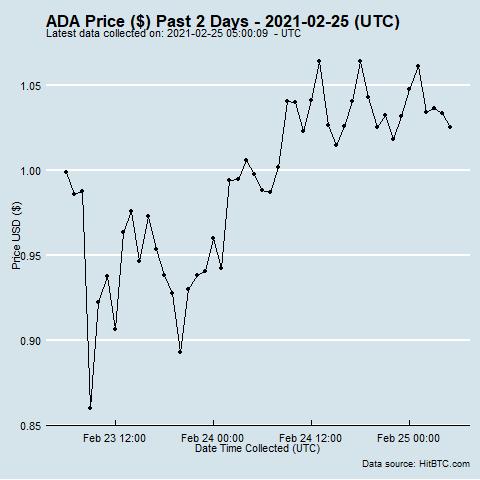 ADA Price ($) Past 2 Days - 2021-02-25 (UTC)
Latest data collected on: 2021-02-25 05:00:09 - UTC
1.05
1.00
0.95
0.90
0.85
Price USD ($)
Feb 23 12:00
Feb 24 00:00
Feb 24 12:00
Feb 25 00:00
Date Time Collected (UTC)
Data source: HitBTC.com